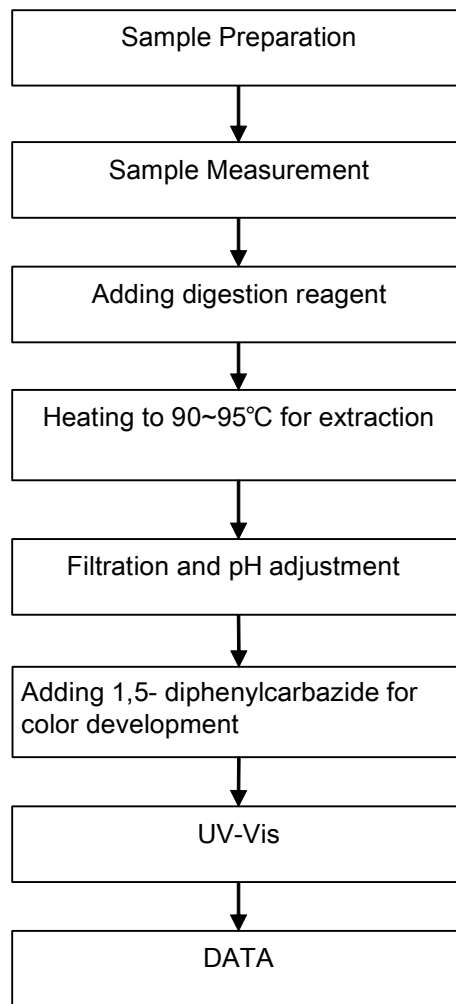 Sample Preparation
Sample Measurement
Adding digestion reagent
Heating to 90~95℃ for extraction
Filtration and pH adjustment
Adding 1,5- diphenylcarbazide for
color development
UV-Vis
DATA